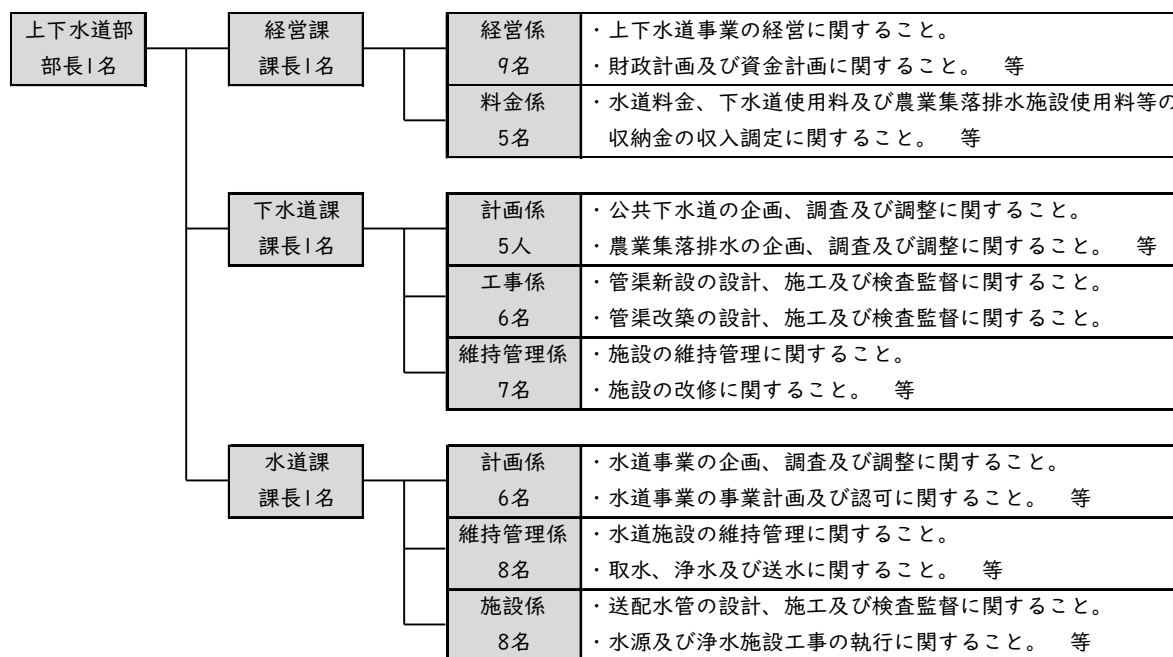 上下水道部
部長1名
経営課
課長1名
経営係
9名
・上下水道事業の経営に関すること。
・財政計画及び資金計画に関すること。　等
料金係
5名
・水道料金、下水道使用料及び農業集落排水施設使用料等の
収納金の収入調定に関すること。　等
下水道課
課長1名
計画係
5人
・公共下水道の企画、調査及び調整に関すること。
・農業集落排水の企画、調査及び調整に関すること。　等
工事係
6名
・管渠新設の設計、施工及び検査監督に関すること。
・管渠改築の設計、施工及び検査監督に関すること。
維持管理係
7名
・施設の維持管理に関すること。
・施設の改修に関すること。　等
水道課
課長1名
計画係
6名
・水道事業の企画、調査及び調整に関すること。
・水道事業の事業計画及び認可に関すること。　等
維持管理係
8名
・水道施設の維持管理に関すること。
・取水、浄水及び送水に関すること。　等
施設係
8名
・送配水管の設計、施工及び検査監督に関すること。
・水源及び浄水施設工事の執行に関すること。　等